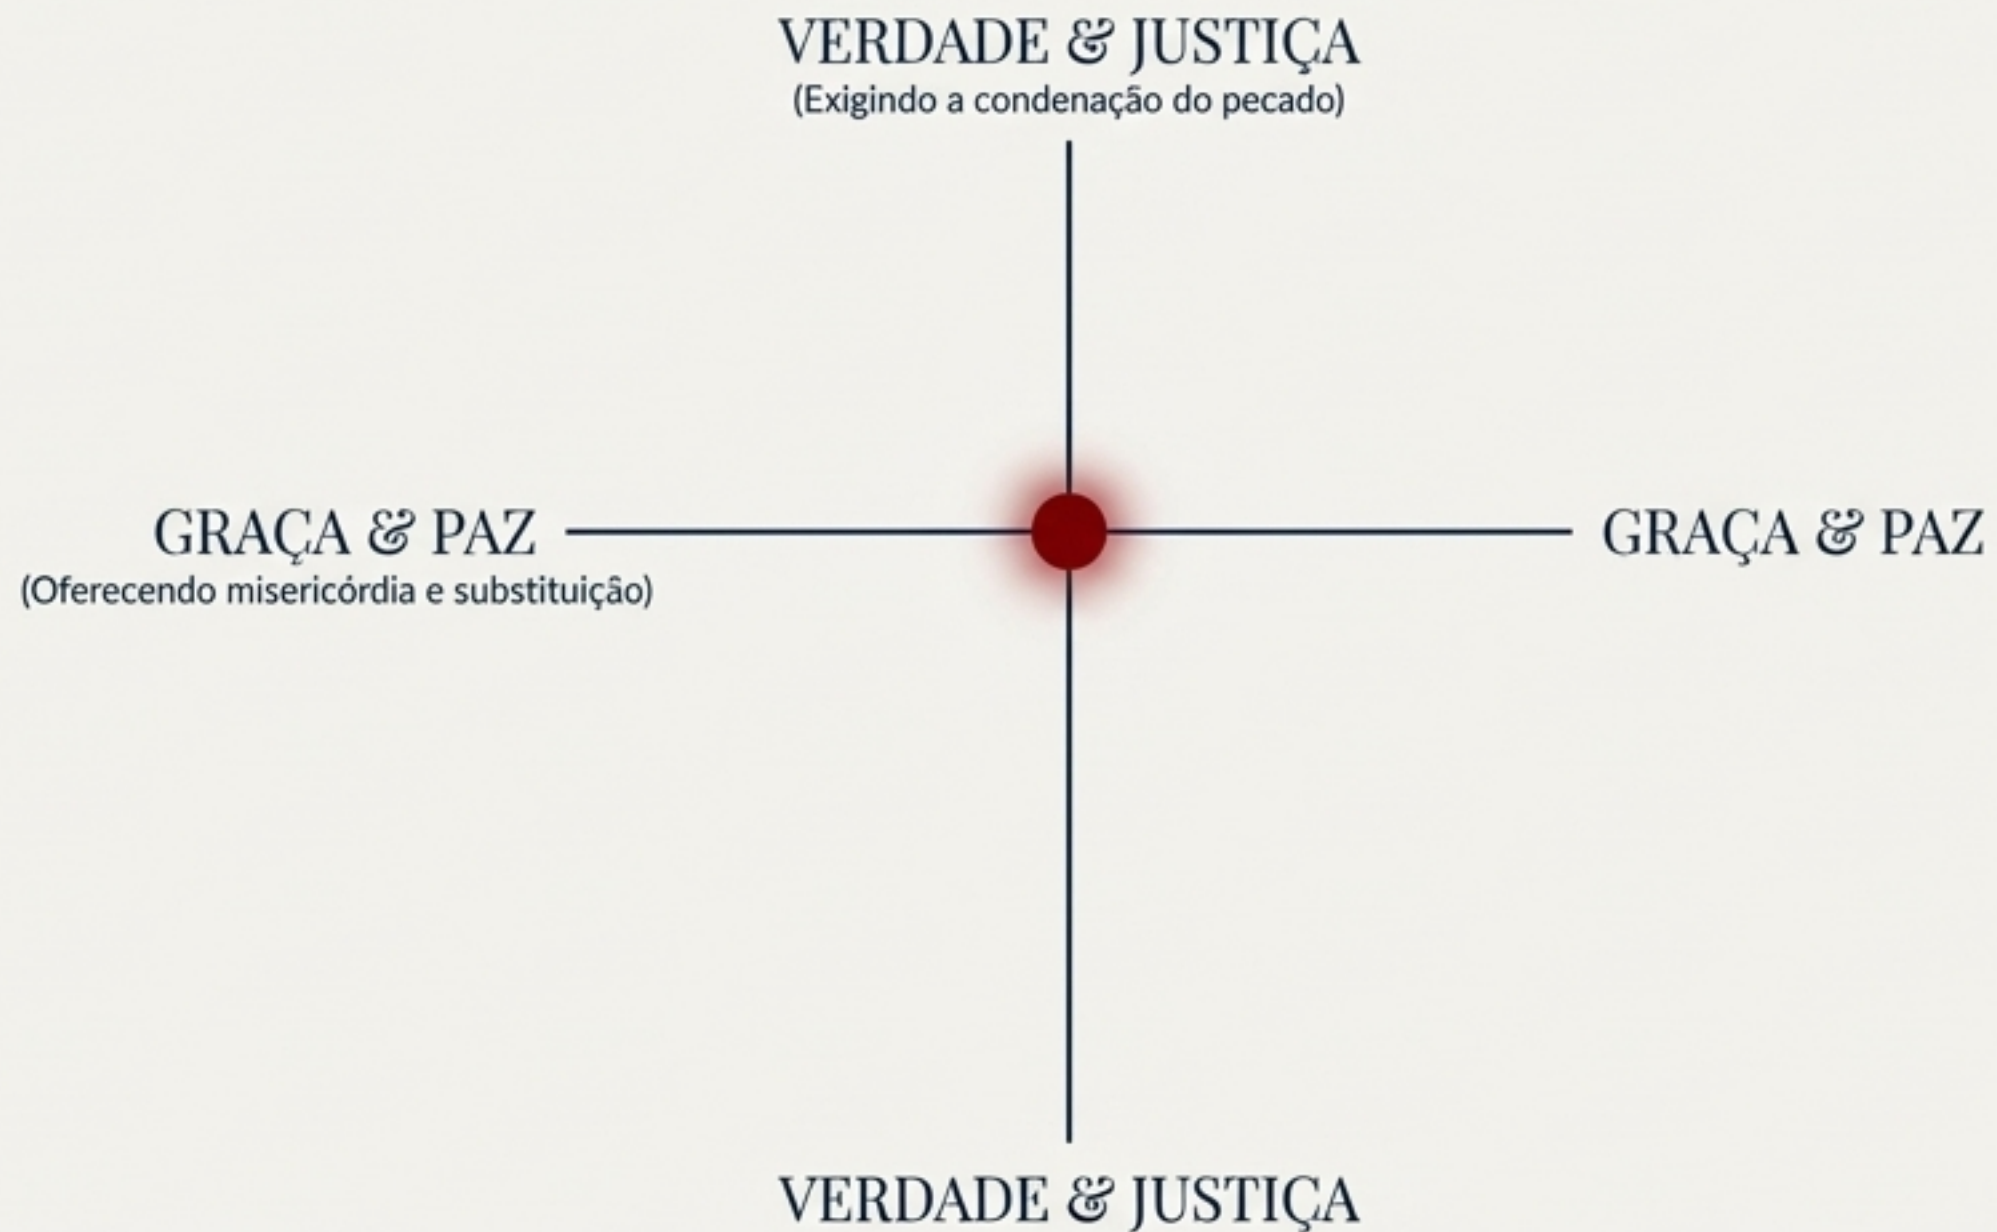 VERDADE & JUSTIÇA
(Exigindo a condenação do pecado)
GRAÇA & PAZ
(Oferecendo misericórdia e substituição)
GRAÇA & PAZ
VERDADE & JUSTIÇA